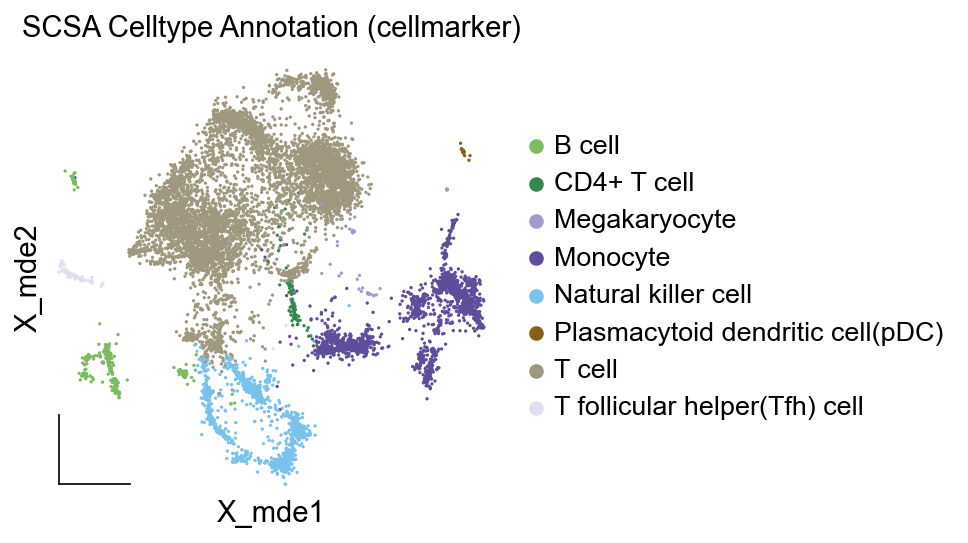 SCSA Celltype Annotation (cellmarker)
B cell
CD4+ T cell
Megakaryocyte
Monocyte
Natural killer cell
Plasmacytoid dendritic cell(pDC)
T cell
T follicular helper(Tfh) cell
X_mde2
X_mde1